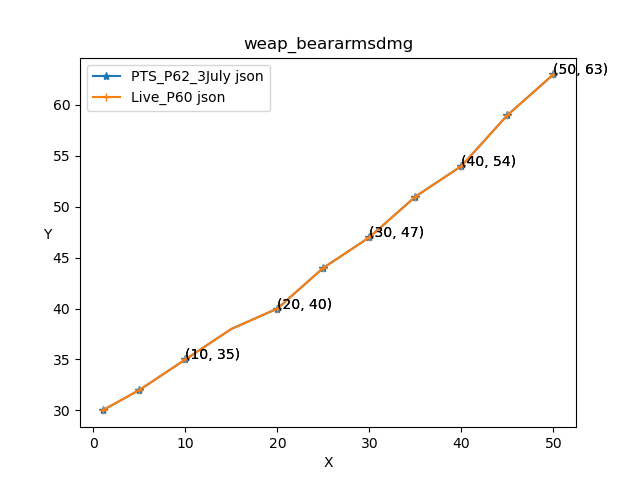 weap_beararmsdmg
PTS_P62_3July json
Live_P60 json
(50, 63)
(40, 54)
(30, 47)
(20, 40)
(10, 35)
Y
60
55
50
45
40
35
30
0 10 20 30 40 50
X